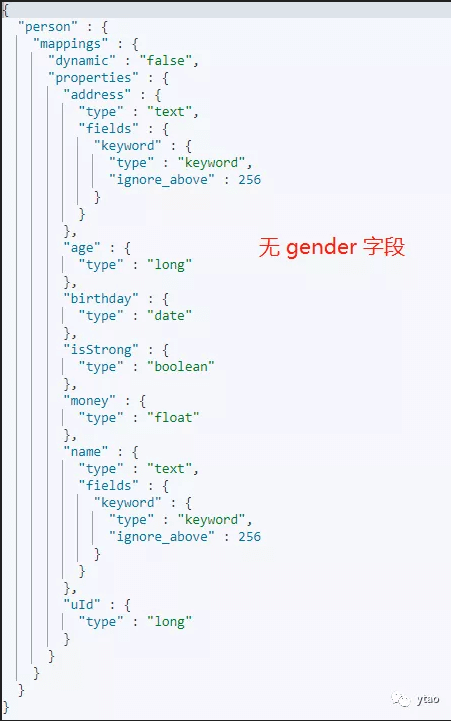 {
"person" : {
"mappings" : {
"dynamic" : "false",
"properties" : {
"address" : {
"type" : "text",
"fields" : {
"keyword" : {
"type" : "keyword",
"ignore_above" : 256
}
}
},
"age" : {
无 gender 字段
"type" : "long"
},
"birthday" : {
"type" : "date"
},
"isStrong" : {
"type" : "boolean"
},
"money" : {
"type" : "float"
},
"name" : {
"type" : "text",
"fields" : {
"keyword" : {
"type" : "keyword",
"ignore_above" : 256
}
}
},
"uId" : {
"type" : "long"
}
}
}
}
}
ytao